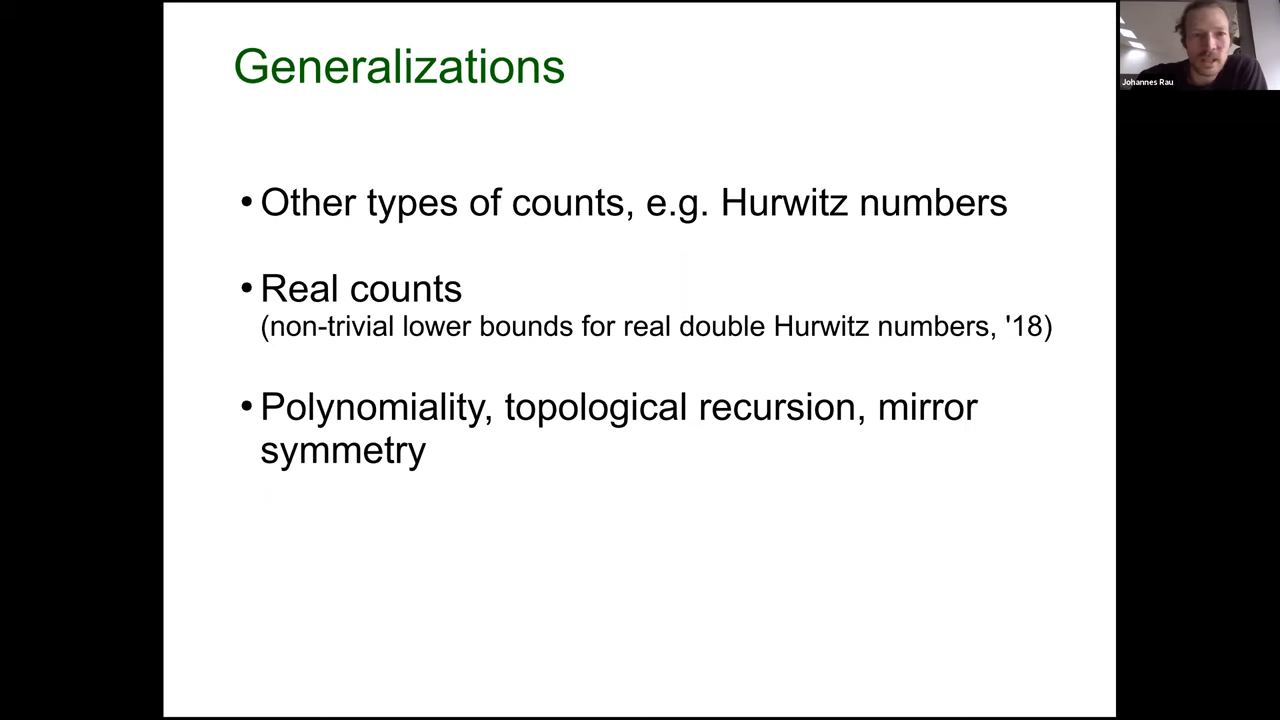 Generalizations
• Other types of counts, e.g. Hurwitz numbers
• Real counts
(non-trivial lower bounds for real double Hurwitz numbers, '18)
• Polynomiality, topological recursion, mirror
symmetry
Johannes Rau